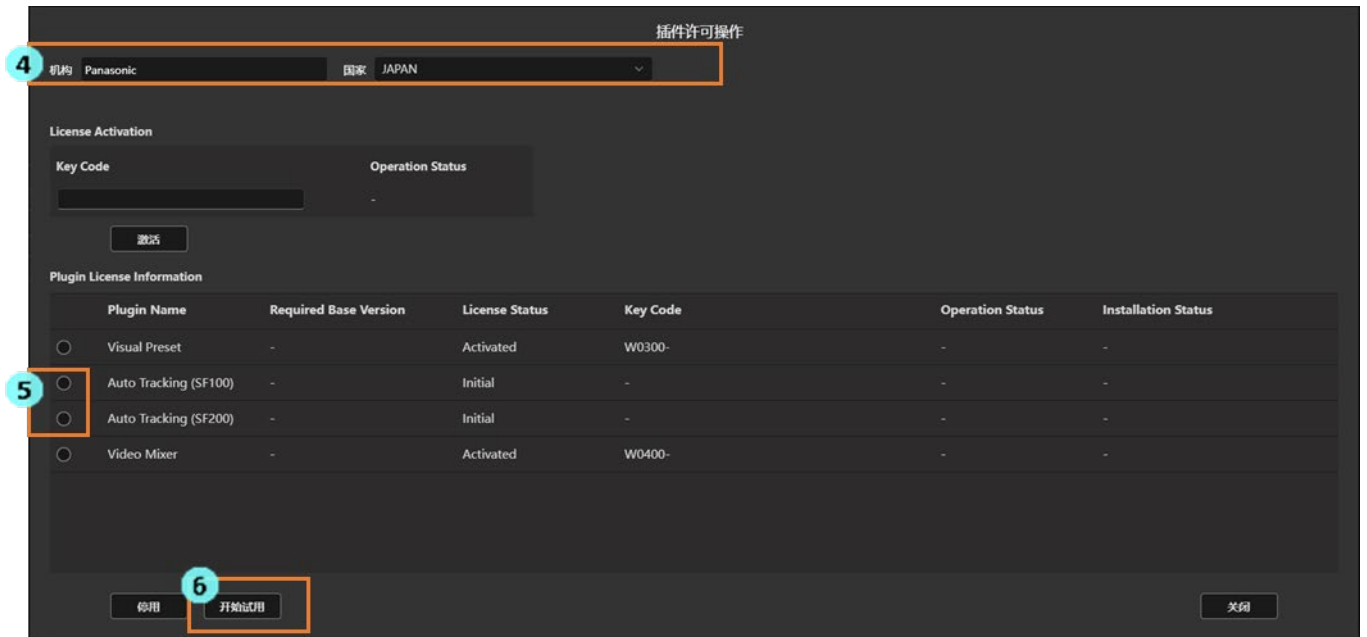 插件许可操作
4 机构 Panasonic 国家 JAPAN
License Activation
Key Code Operation Status
-
激活
Plugin License Information
Plugin Name Required Base Version License Status Key Code Operation Status Installation Status
Visual Preset - Activated W0300- - -
5 Auto Tracking (SF100) - Initial - - -
Auto Tracking (SF200) - Initial - - -
Video Mixer - Activated W0400- - -
6
停用 开始试用 关闭